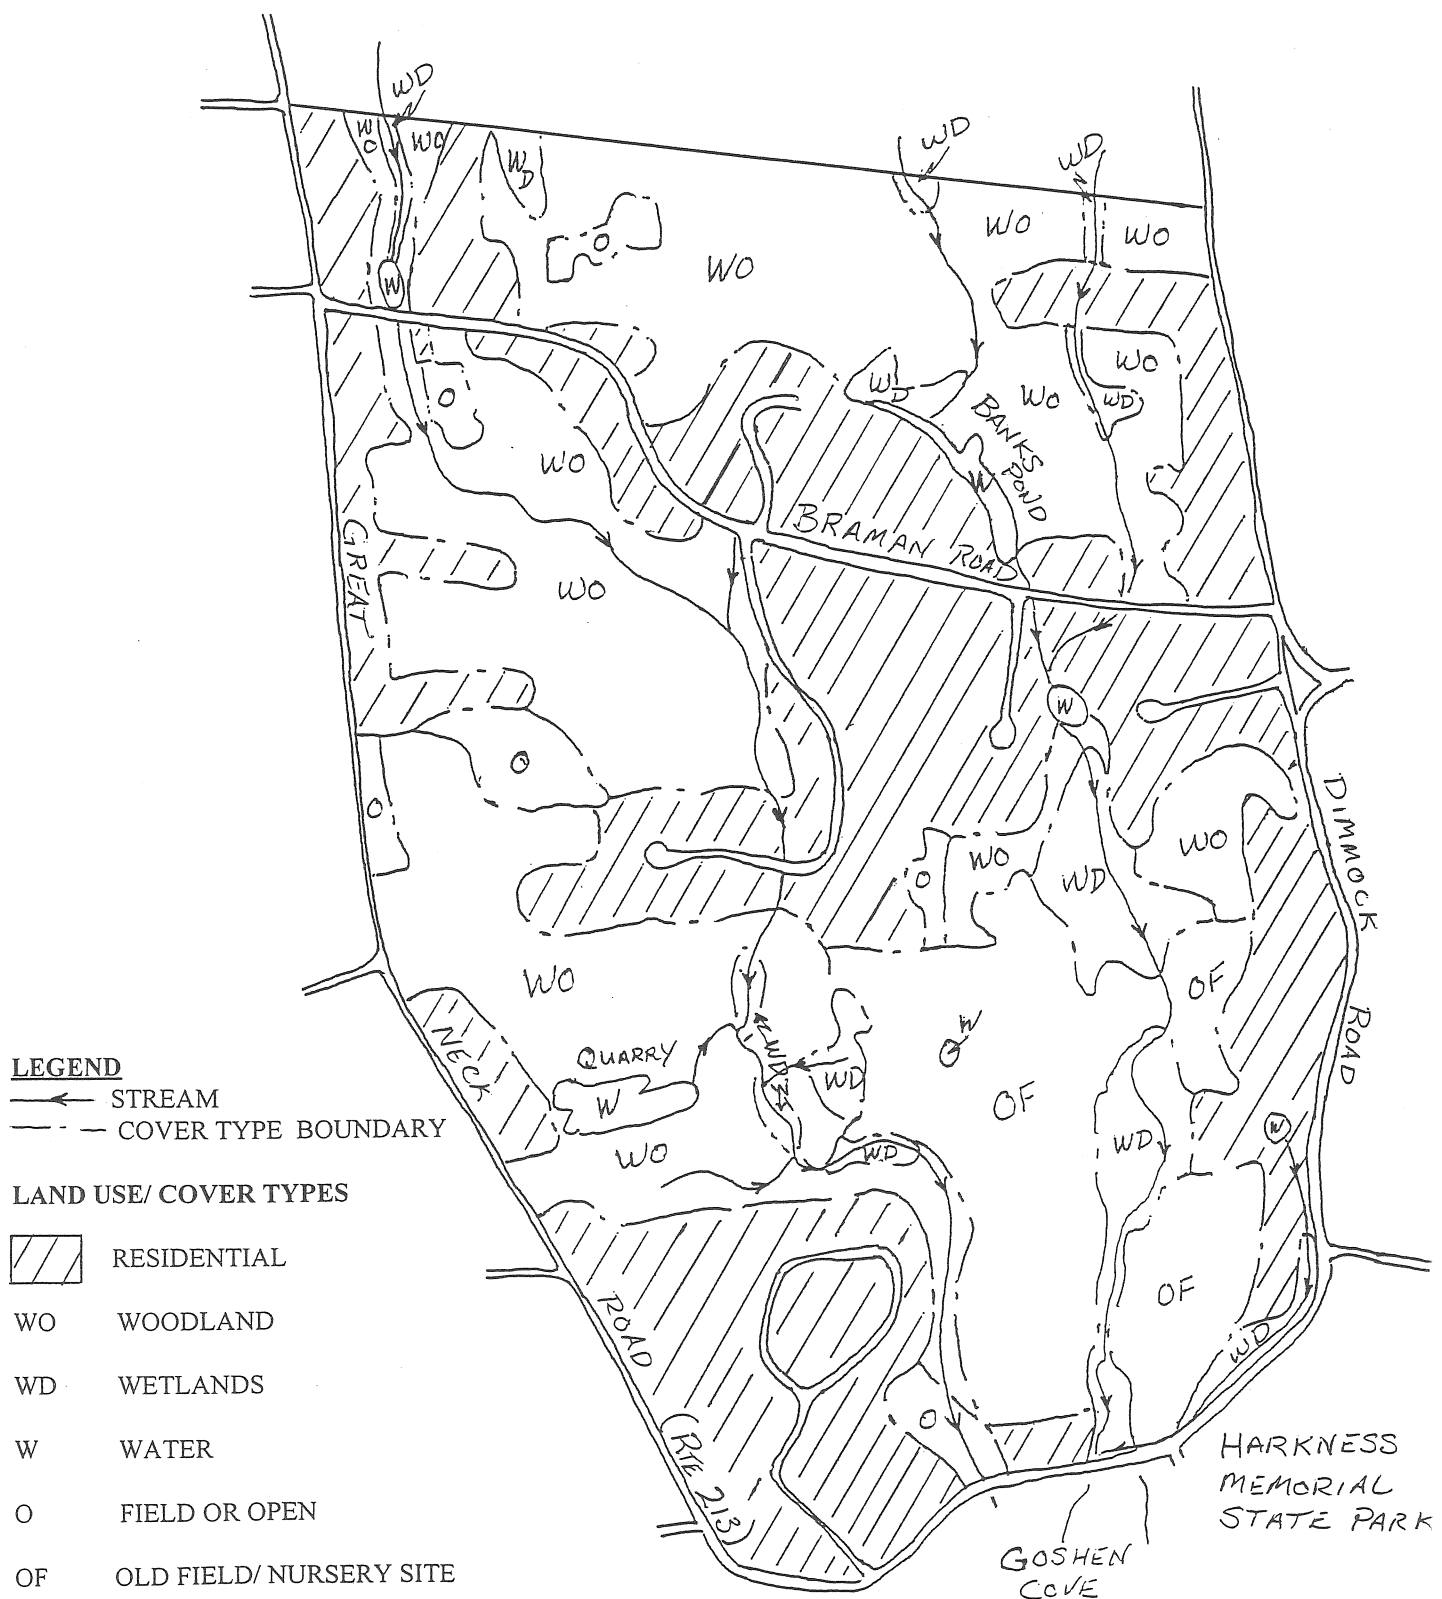 WD
WO
WO
WD
WD
WD
WO
WO
WO
O
WO
W
WD
BANKS
POND
W
WO
WO
WD
O
WO
GREAT
BRAMAN ROAD
WO
W
O
O
DIMMOCK
ROAD
WO
WO
O
WD
WO
OF
NECK
QUARRY
W
WD
WD
W
OF
WD
W
WO
WD
ROAD
OF
WD
O
(RTE 213)
HARKNESS
MEMORIAL
STATE PARK
GOSHEN
COVE
LEGEND
STREAM
COVER TYPE BOUNDARY
LAND USE/ COVER TYPES
RESIDENTIAL
WO WOODLAND
WD WETLANDS
W WATER
O FIELD OR OPEN
OF OLD FIELD/ NURSERY SITE